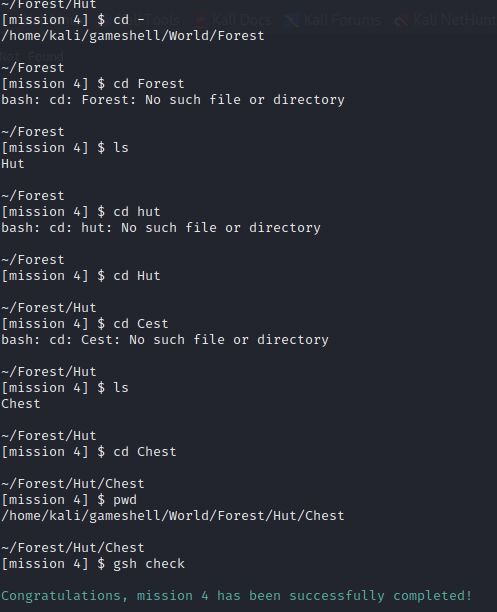 ~/Forest/Hut
[mission 4] $ cd
/home/kali/gameshell/World/Forest
~/Forest
[mission 4] $ cd Forest
bash: cd: Forest: No such file or directory
~/Forest
[mission 4] $ ls
Hut
~/Forest
[mission 4] $ cd hut
bash: cd: hut: No such file or directory
~/Forest
[mission 4] $ cd Hut
~/Forest/Hut
[mission 4] $ cd Cest
bash: cd: Cest: No such file or directory
~/Forest/Hut
[mission 4] $ ls
Chest
~/Forest/Hut
[mission 4] $ cd Chest
~/Forest/Hut/Chest
[mission 4] $ pwd
/home/kali/gameshell/World/Forest/Hut/Chest
~/Forest/Hut/Chest
[mission 4] $ gsh check
Congratulations, mission 4 has been successfully completed!